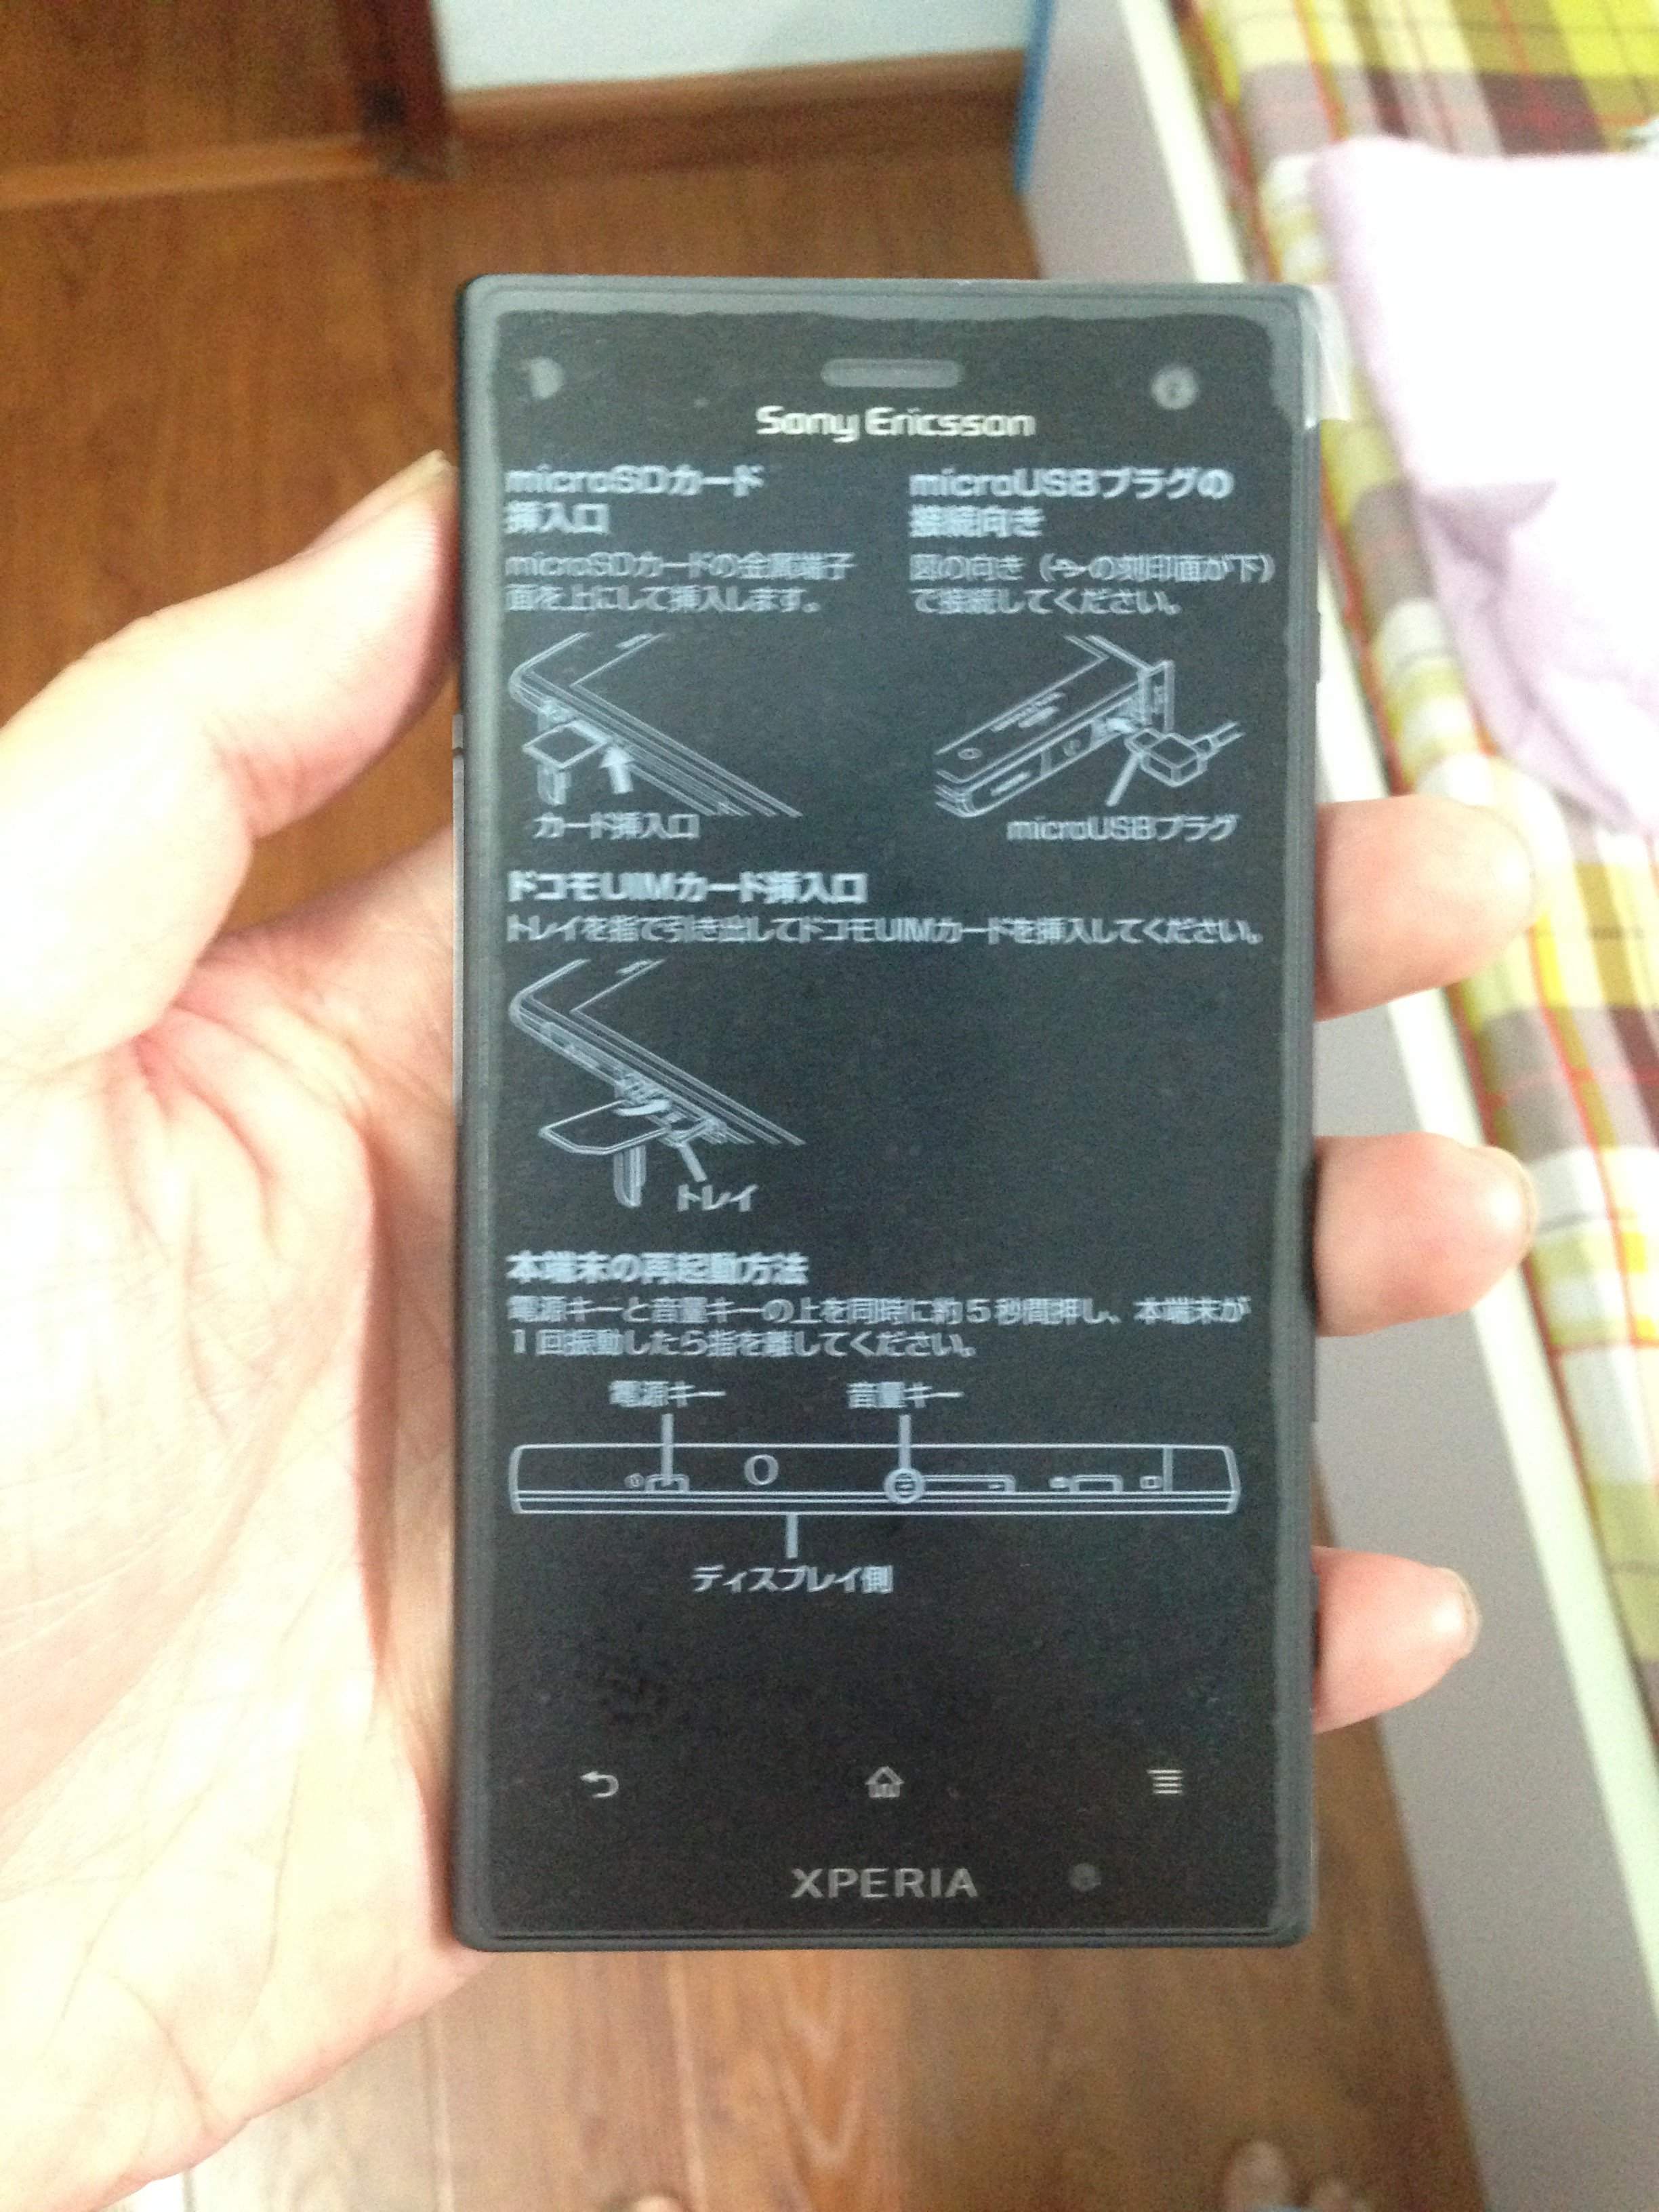 Sony Ericsson
microSDカード
挿入口
microSDカードの金属端子
面を上にして挿入します。
カード挿入口
microUSBプラグの
接続向き
図の向き（の刻印面が下）
で接続してください。
microUSBプラグ
ドコモUIMカード挿入口
トレイを指で引き出してドコモUIMカードを挿入してください。
トレイ
本端末の再起動方法
電源キーと音量キーの上を同時に約5秒間押し、本端末が
1回振動したら指を離してください。
電源キー 音量キー
ディスプレイ側
XPERIA